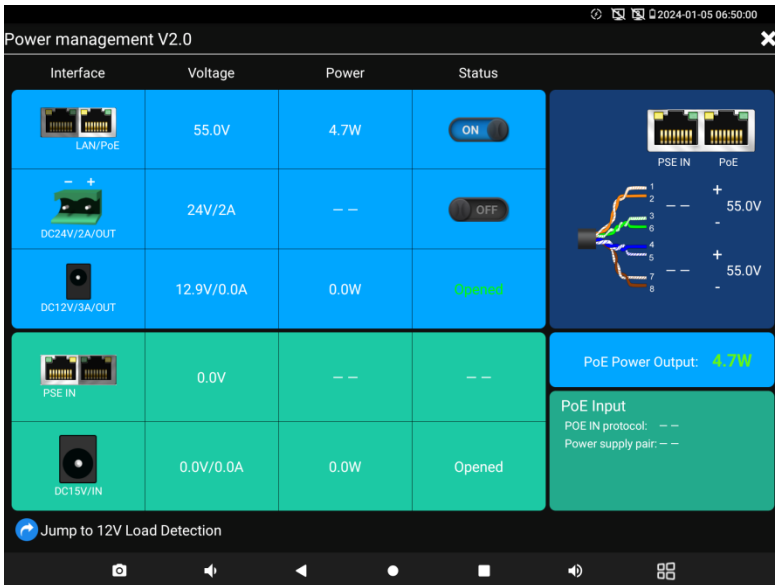 2024-01-05 06:50:00
Power management V2.0
Interface Voltage Power Status
LAN/PoE 55.0V 4.7W ON
− +
DC24V/2A/OUT 24V/2A – – OFF
DC12V/3A/OUT 12.9V/0.0A 0.0W Opened
PSE IN 0.0V – – – –
DC15V/IN 0.0V/0.0A 0.0W Opened
Jump to 12V Load Detection
PSE IN PoE
1
2
– –
+
55.0V
-
3
6
4
5
7
8
– –
+
55.0V
-
PoE Power Output: 4.7W
PoE Input
POE IN protocol: – –
Power supply pair: – –